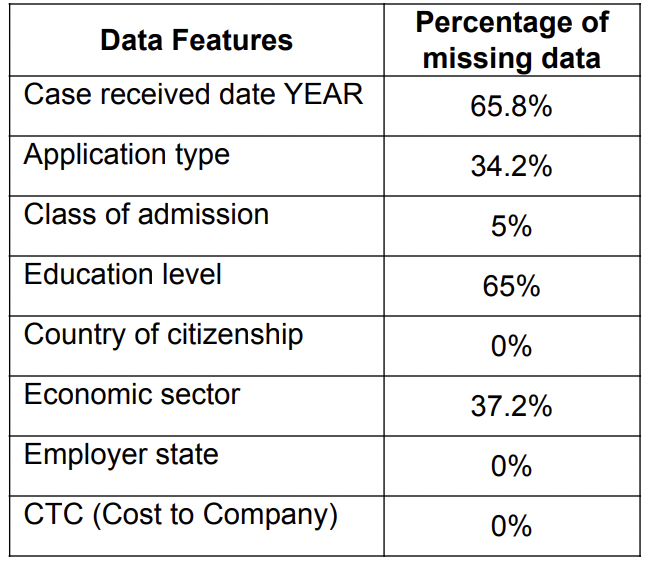 Data Features
Percentage of
missing data
Case received date YEAR
65.8%
Application type
34.2%
Class of admission
5%
Education level
65%
Country of citizenship
0%
Economic sector
37.2%
Employer state
0%
CTC (Cost to Company)
0%